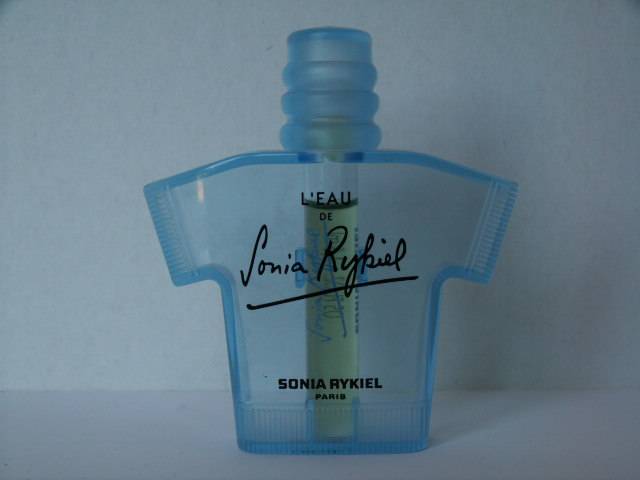 L'EAU
DE
Sonia Rykiel
SONIA RYKIEL
PARIS